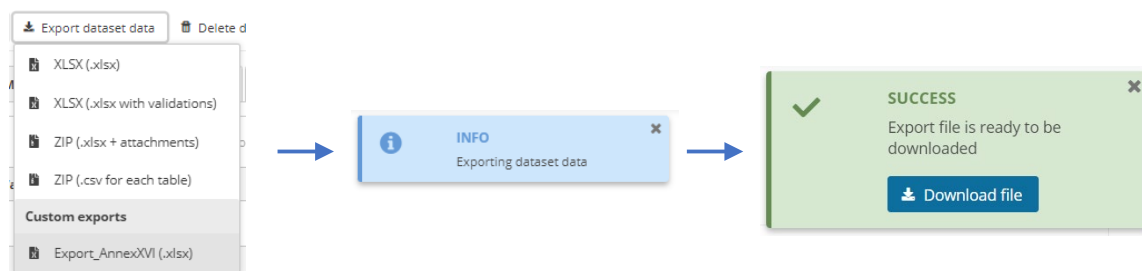 Export dataset data
Delete d
XLSX (.xlsx)
XLSX (.xlsx with validations)
ZIP (.xlsx + attachments)
ZIP (.csv for each table)
Custom exports
Export_AnnexXVI (.xlsx)
INFO
Exporting dataset data
SUCCESS
Export file is ready to be
downloaded
Download file